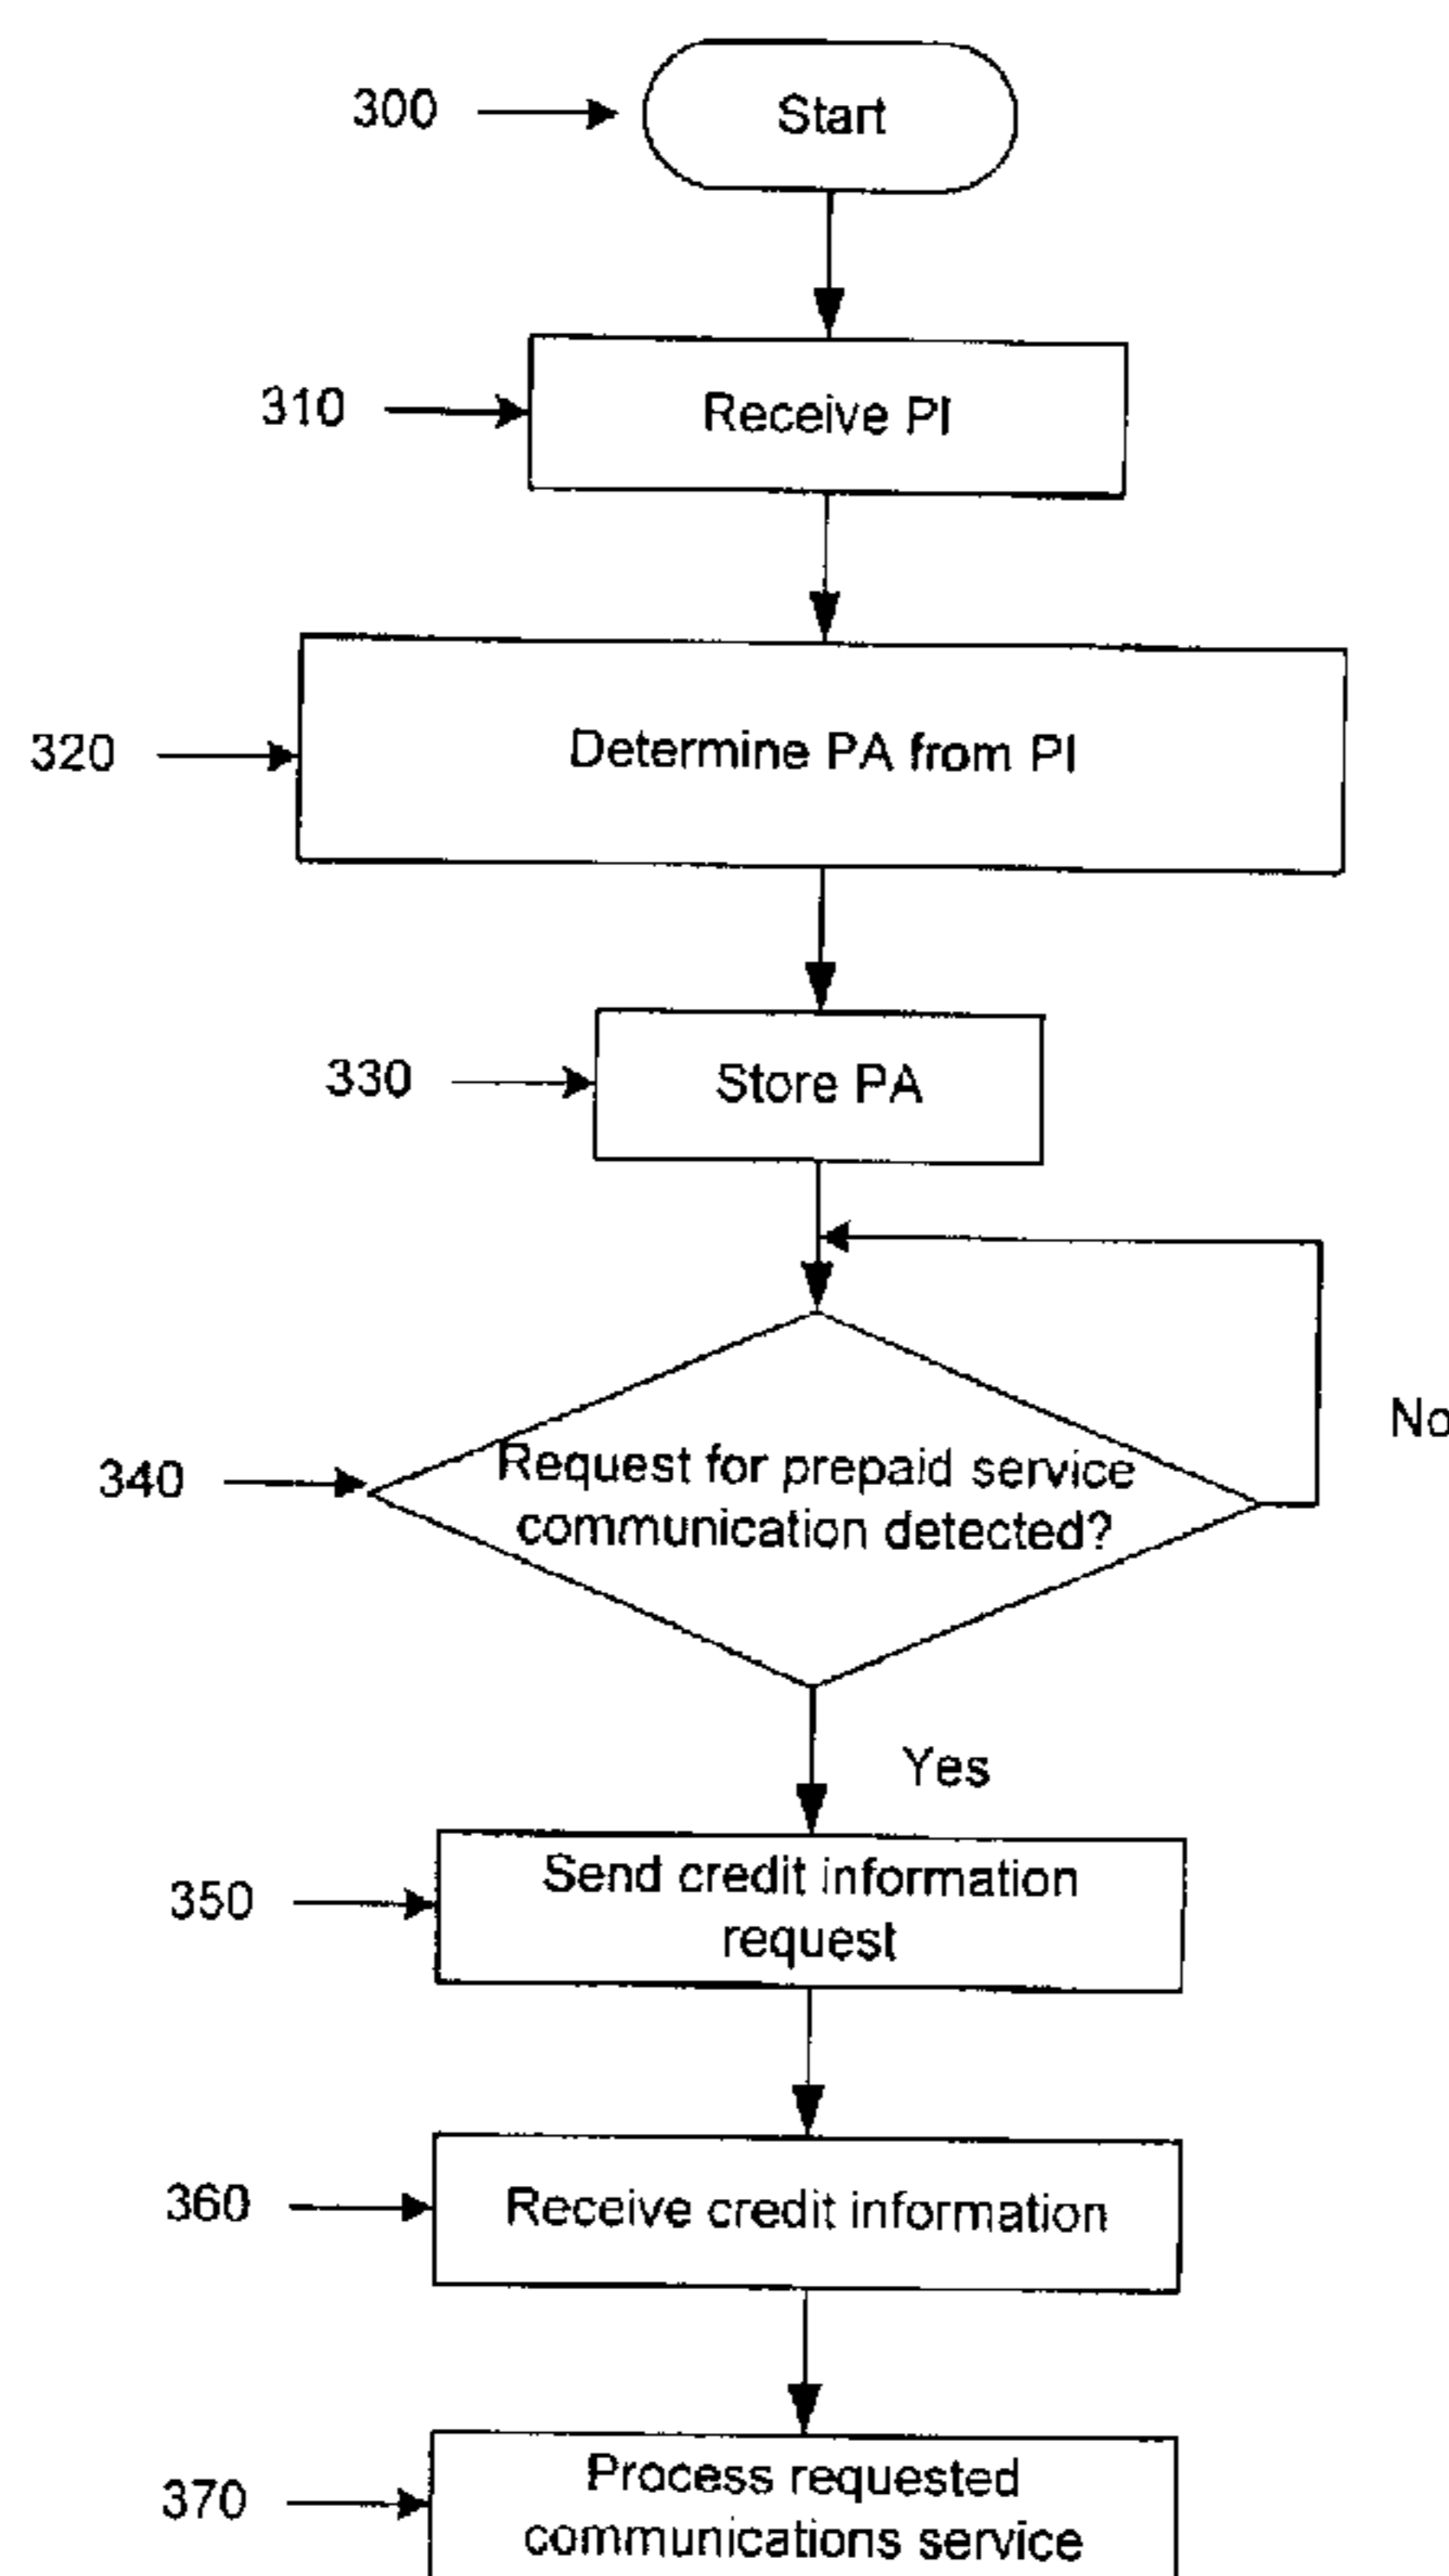 300
Start
310
Receive PI
320
Determine PA from PI
330
Store PA
No
340
Request for prepaid service
communication detected?
Yes
350
Send credit information
request
360
Receive credit information
370
Process requested
communications service